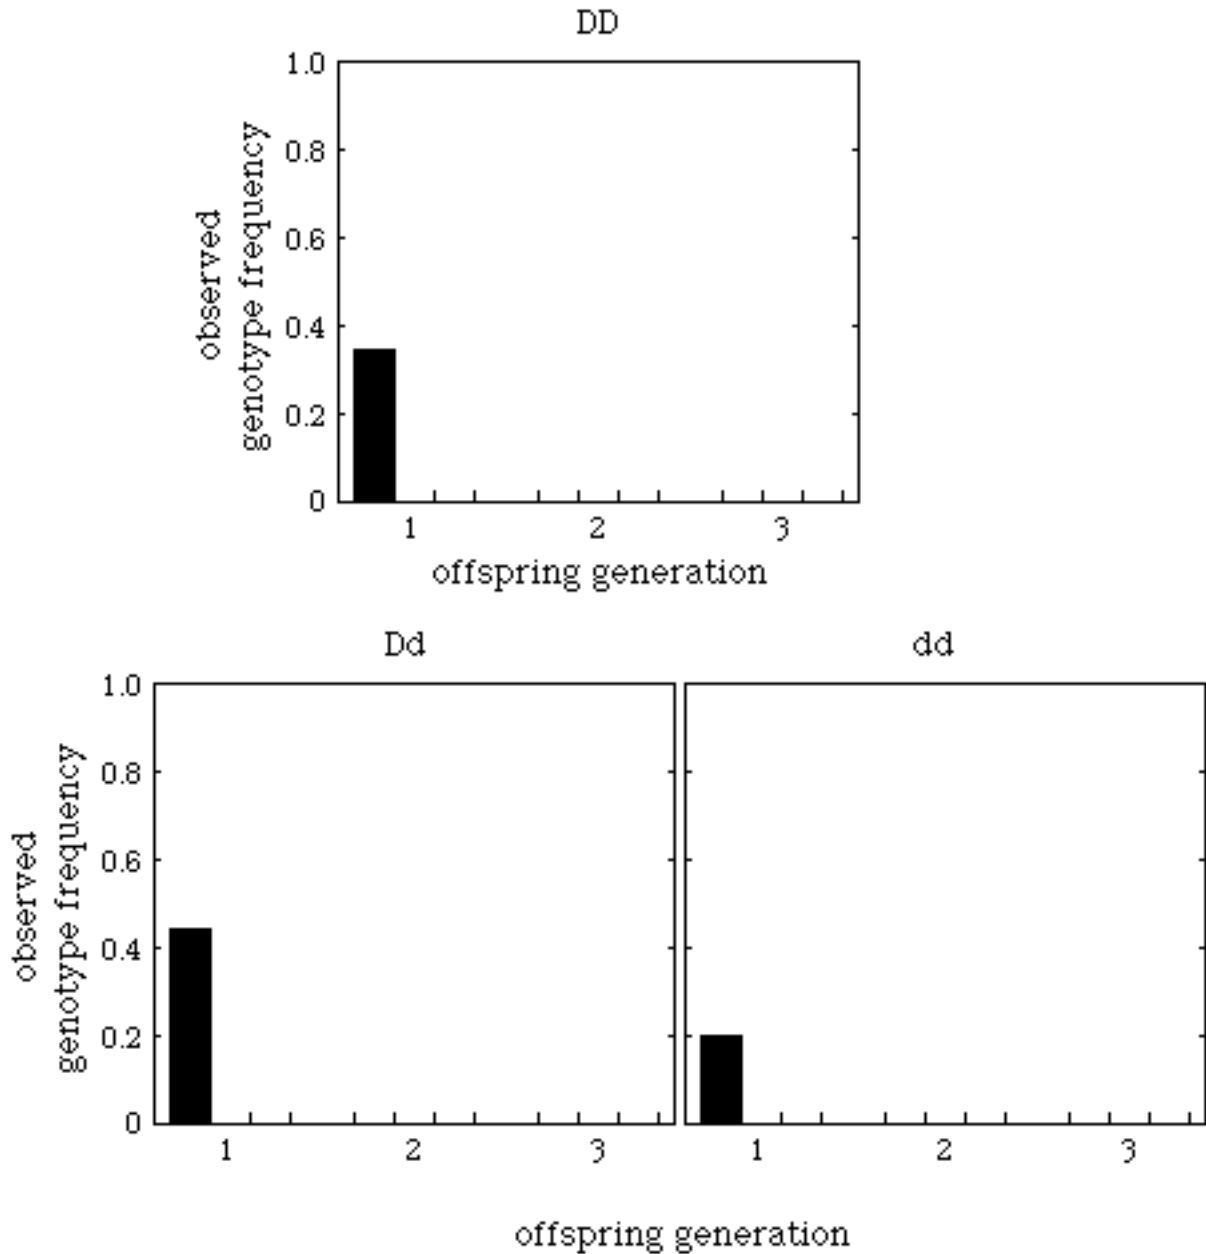 DD
1.0
0.8
0.6
0.4
0.2
0
observed
genotype frequency
1 2 3
offspring generation
Dd
dd
1.0
0.8
0.6
0.4
0.2
0
observed
genotype frequency
1 2 3
1 2 3
offspring generation